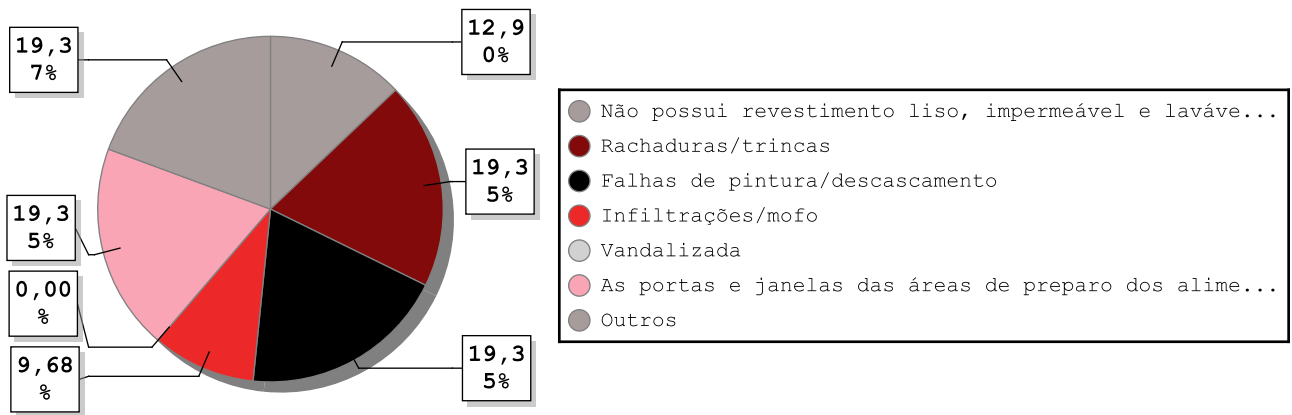 19,3
7%
12,9
0%
19,3
5%
19,3
5%
0,00
%
9,68
%
19,3
5%
Não possui revestimento liso, impermeável e laváve...
Rachaduras/trincas
Falhas de pintura/descascamento
Infiltrações/mofo
Vandalizada
As portas e janelas das áreas de preparo dos alime...
Outros